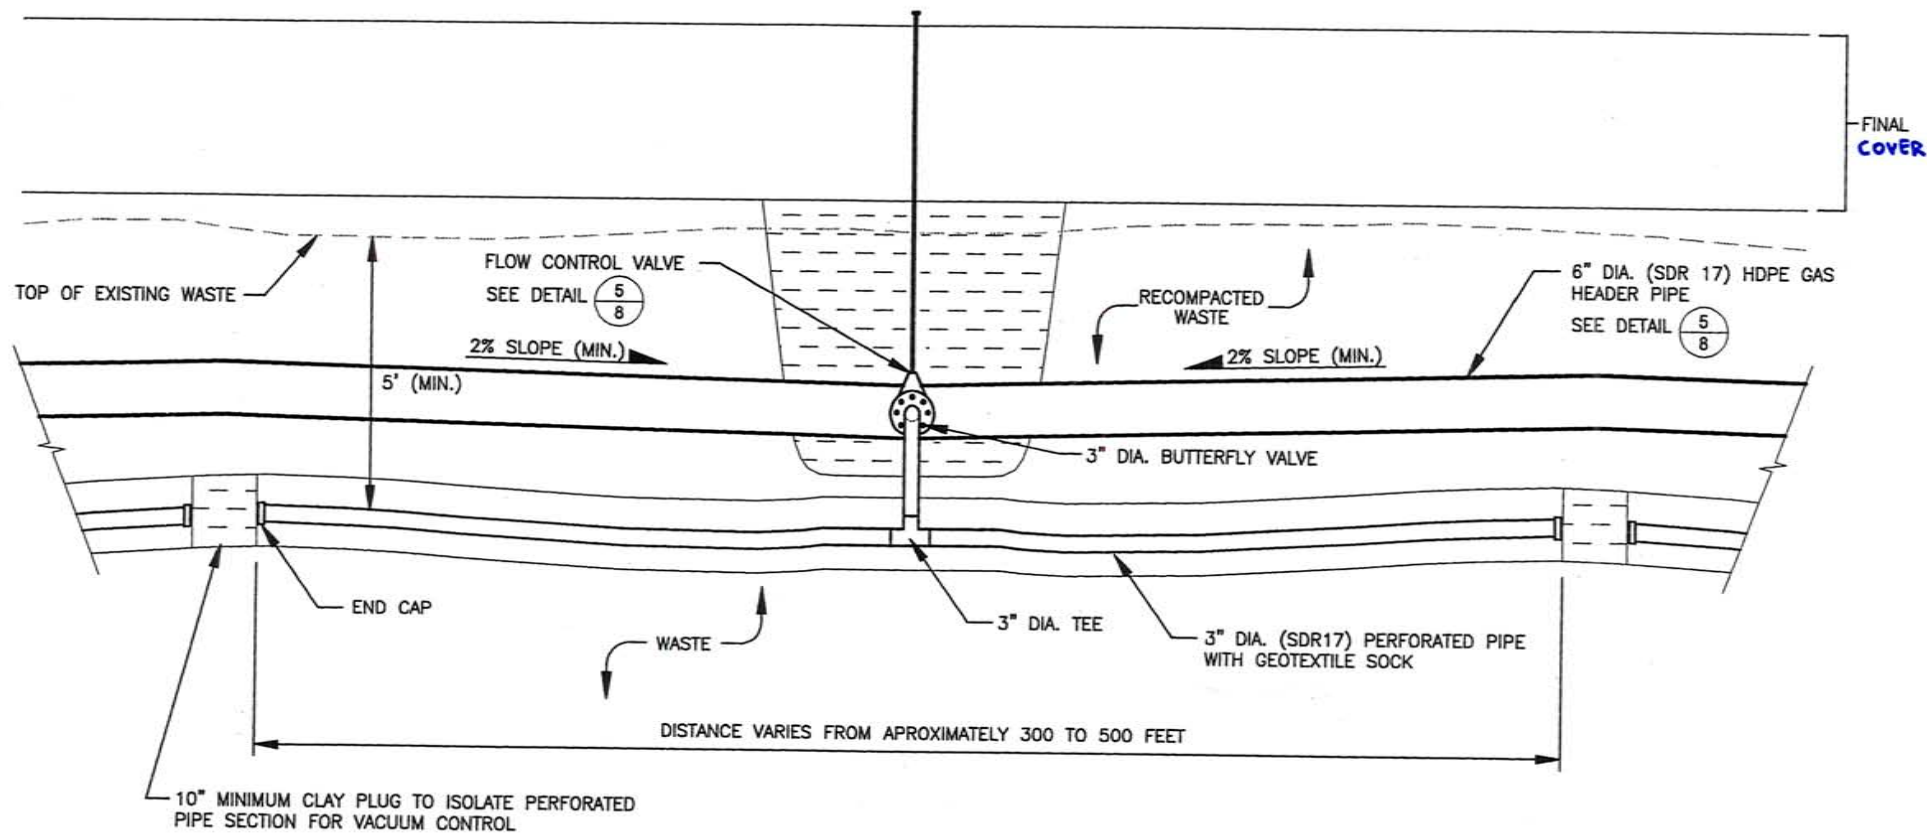 FINAL
COVER
FLOW CONTROL VALVE
SEE DETAIL 5
8
TOP OF EXISTING WASTE
RECOMPACTED
WASTE
6" DIA. (SDR 17) HDPE GAS
HEADER PIPE
SEE DETAIL 5
8
2% SLOPE (MIN.)
2% SLOPE (MIN.)
5' (MIN.)
3" DIA. BUTTERFLY VALVE
END CAP
3" DIA. TEE
WASTE
3" DIA. (SDR17) PERFORATED PIPE
WITH GEOTEXTILE SOCK
DISTANCE VARIES FROM APROXIMATELY 300 TO 500 FEET
10" MINIMUM CLAY PLUG TO ISOLATE PERFORATED
PIPE SECTION FOR VACUUM CONTROL